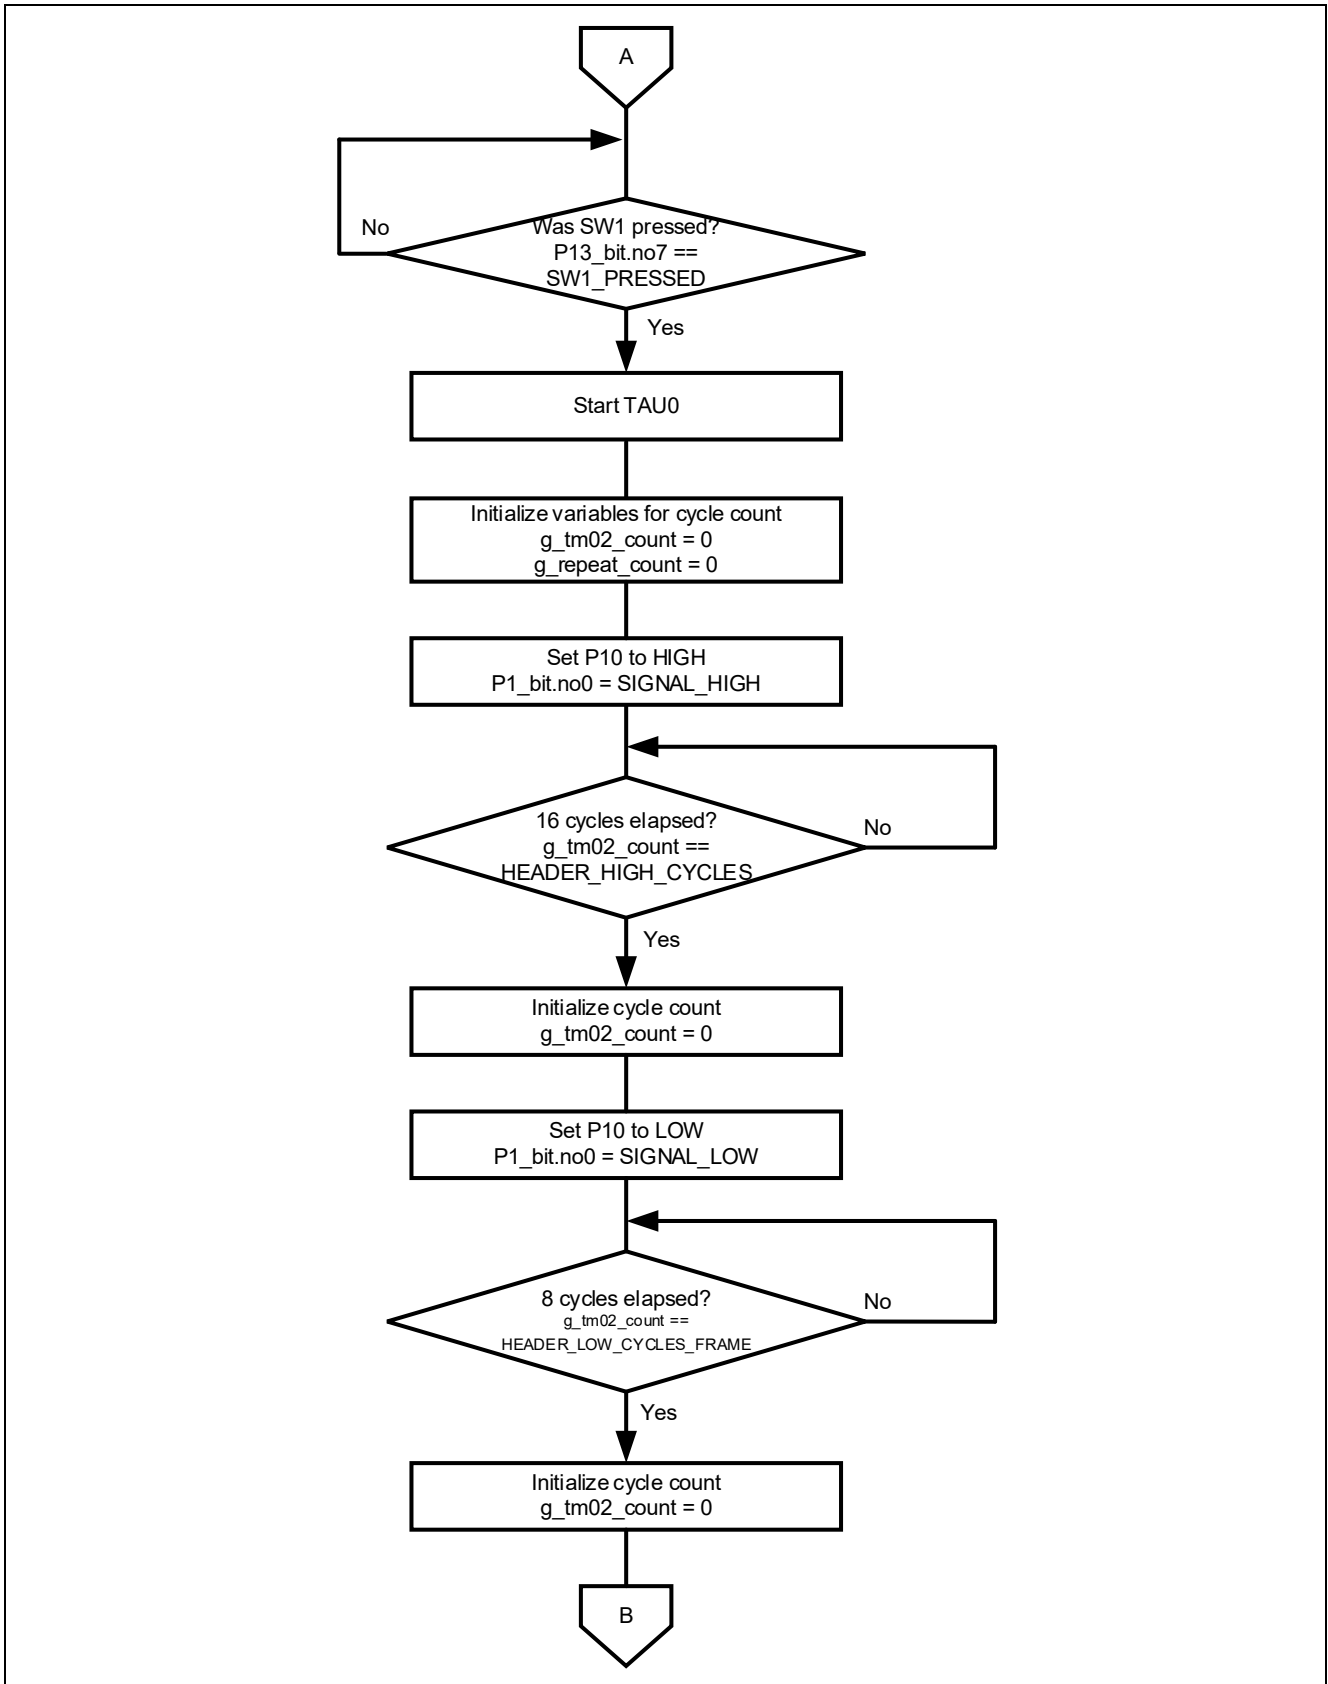 A
No
Was SW1 pressed?
P13_bit.no7 ==
SW1_PRESSED
Yes
Start TAU0
Initialize variables for cycle count
g_tm02_count = 0
g_repeat_count = 0
Set P10 to HIGH
P1_bit.no0 = SIGNAL_HIGH
16 cycles elapsed?
g_tm02_count ==
HEADER_HIGH_CYCLES
No
Yes
Initialize cycle count
g_tm02_count = 0
Set P10 to LOW
P1_bit.no0 = SIGNAL_LOW
8 cycles elapsed?
g_tm02_count ==
HEADER_LOW_CYCLES_FRAME
No
Yes
Initialize cycle count
g_tm02_count = 0
B